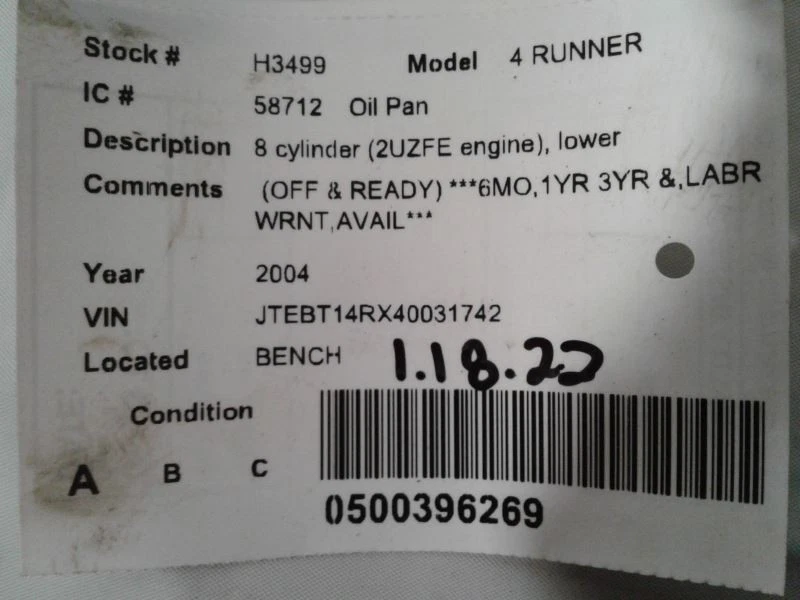 Stock # H3499 Model 4 RUNNER
IC # 58712 Oil Pan
Description 8 cylinder (2UZFE engine), lower
Comments (OFF & READY) ***6MO,1YR 3YR &,LABR
WRNT,AVAIL***
Year 2004
VIN JTEBT14RX40031742
Located BENCH 1.18.22
Condition
A B C
0500396269